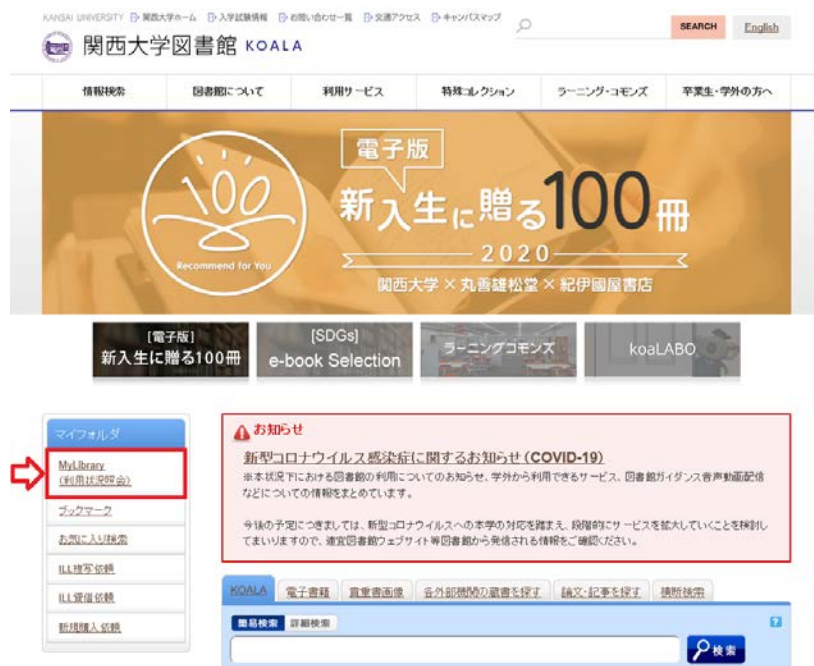 KANSAI UNIVERSITY 関西大学ホーム 入学試験情報 お問い合わせ一覧 交通アクセス キャンパスマップ
SEARCH English
関西大学図書館 KOALA
情報検索 図書館について 利用サービス 特殊コレクション ラーニング・コモンズ 卒業生・学外の方へ
100
Recommend for You
電子版
新入生に贈る100冊
2020
関西大学×丸善雄松堂×紀伊國屋書店
[電子版]
新入生に贈る100冊
[SDGs]
e-book Selection
ラーニングコモンズ
koaLABO
マイフォルダ
MyLibrary
(利用状況照会)
ブックマーク
お気に入り検索
ILL複写依頼
ILL貸借依頼
新規購入依頼
お知らせ
新型コロナウイルス感染症に関するお知らせ(COVID-19)
※本状況下における図書館の利用についてのお知らせ、学外から利用できるサービス、図書館ガイダンス音声動画配信
などについての情報をまとめています。
今後の予定につきましては、新型コロナウイルスへの本学の対応を踏まえ、段階的にサービスを拡大していくことを検討し
てまいりますので、適宜図書館ウェブサイト等図書館から発信される情報をご確認ください。
KOALA 電子書籍 貴重書画像 各外部機関の蔵書を探す 論文・記事を探す 横断検索
簡易検索 詳細検索 ?
検索